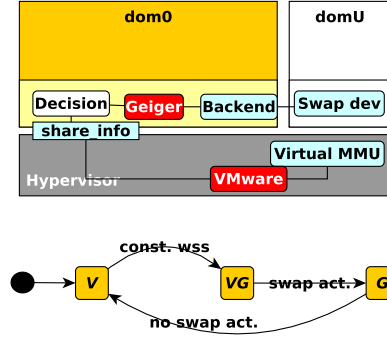 dom0
domU
Decision
Geiger
Backend
Swap dev
share_info
Virtual MMU
Hypervisor
VMware
const. wss
V
VG
swap act.
G
no swap act.